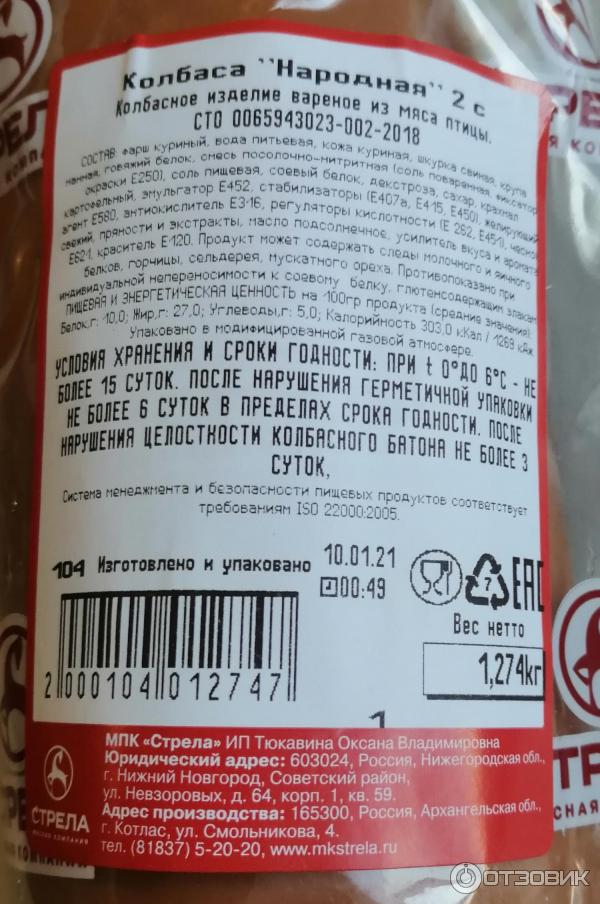 Колбаса "Народная" 2 с
Колбасное изделие вареное из мяса птицы.
СТО 0065943023-002-2018
СОСТАВ: фарш куриный, вода питьевая, кожа куриная, шкурка свиная, крупа
манная, говяжий белок, смесь посолочно-нитритная (соль поваренная, фиксатор
окраски Е250), соль пищевая, соевый белок, декстроза, сахар, крахмал
картофельный, эмульгатор Е452, стабилизаторы (Е407а, Е415, Е450), желирующий
агент Е580, антиокислитель Е316, регуляторы кислотности (Е 262, Е451), чеснок
свежий, пряности и экстракты, масло подсолнечное, усилитель вкуса и аромата
Е621, краситель Е-120. Продукт может содержать следы молочного и яичного
белков, горчицы, сельдерея, мускатного ореха. Противопоказано при
индивидуальной непереносимости к соевому белку, глютенсодержащим злакам
ПИЩЕВАЯ И ЭНЕРГЕТИЧЕСКАЯ ЦЕННОСТЬ на 100гр продукта (средние значения):
Белок,г: 10,0; Жир,г: 27,0; Углеводы,г: 5,0; Калорийность 303,0 кКал / 1269 кДж
Упаковано в модифицированной газовой атмосфере.
УСЛОВИЯ ХРАНЕНИЯ И СРОКИ ГОДНОСТИ: ПРИ t 0°ДО 6°С - НЕ
БОЛЕЕ 15 СУТОК. ПОСЛЕ НАРУШЕНИЯ ГЕРМЕТИЧНОЙ УПАКОВКИ
НЕ БОЛЕЕ 6 СУТОК В ПРЕДЕЛАХ СРОКА ГОДНОСТИ. ПОСЛЕ
НАРУШЕНИЯ ЦЕЛОСТНОСТИ КОЛБАСНОГО БАТОНА НЕ БОЛЕЕ 3
СУТОК,
Система менеджмента и безопасности пищевых продуктов соответствует
требованиям ISO 22000:2005.
104 Изготовлено и упаковано 10.01.21
00:49
7 EAC
Вес нетто
1,274кг
2 000104 012747
1
МПК «Стрела» ИП Тюкавина Оксана Владимировна
Юридический адрес: 603024, Россия, Нижегородская обл.,
г. Нижний Новгород, Советский район,
ул. Невзоровых, д. 64, корп. 1, кв. 59.
Адрес производства: 165300, Россия, Архангельская обл.,
г. Котлас, ул. Смольникова, 4.
тел. (81837) 5-20-20, www.mkstrela.ru
СТРЕЛА
МЯСНАЯ КОМПАНИЯ
ОТЗОВИК